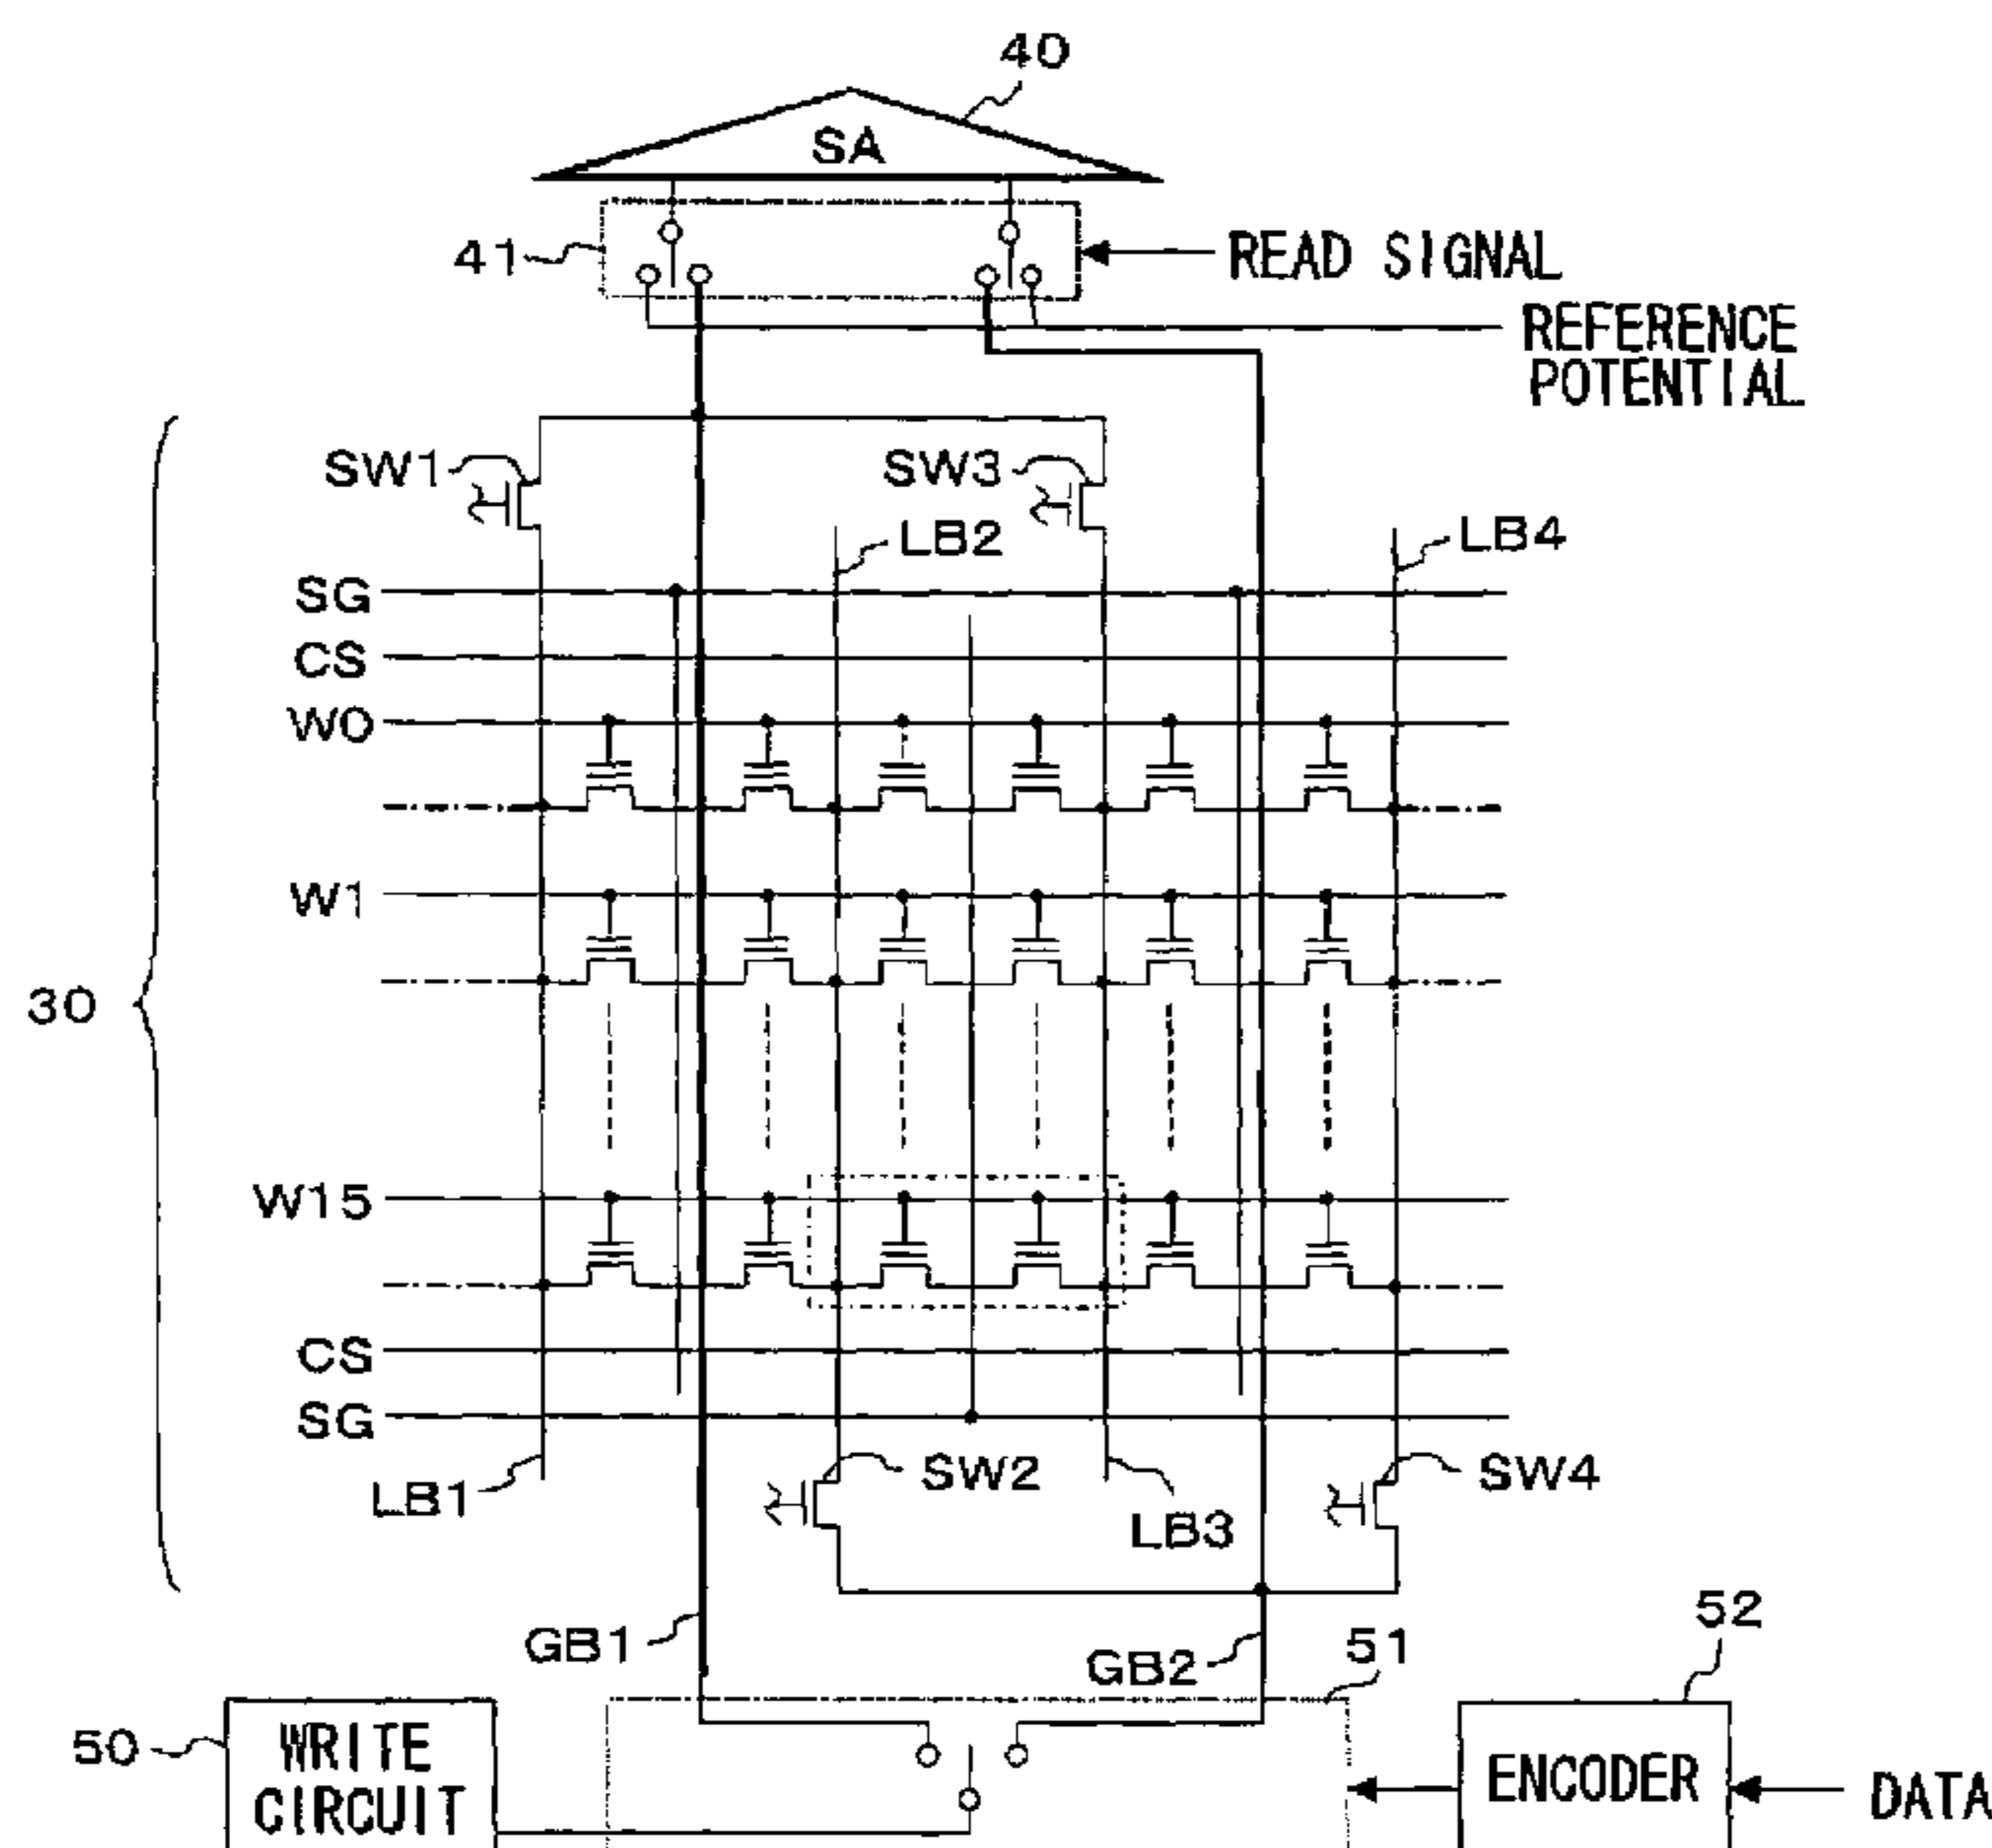 40
SA
41
READ SIGNAL
REFERENCE
POTENTIAL
SW1
SW3
LB2
LB4
SG
CS
W0
W1
30
W15
CS
SG
LB1
SW2
SW4
LB3
GB1
GB2
51
52
50
WRITE
CIRCUIT
ENCODER
DATA